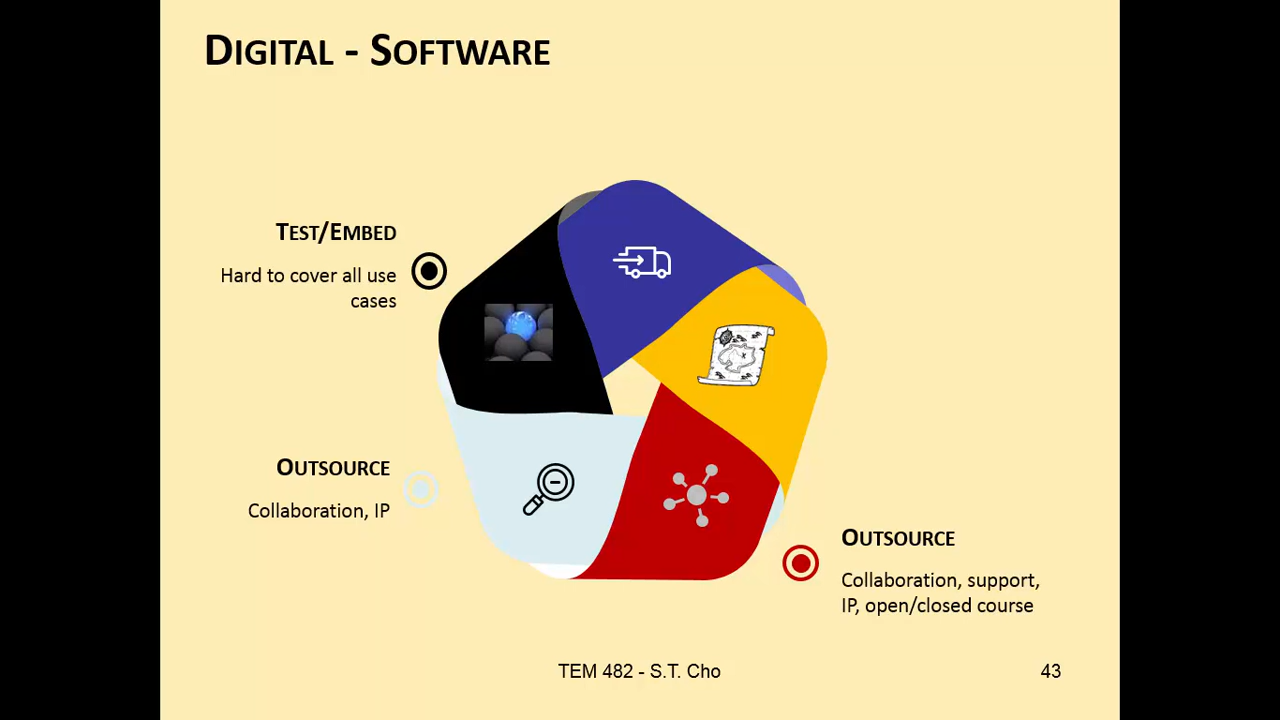 DIGITAL - SOFTWARE
TEST/EMBED
Hard to cover all use
cases
OUTSOURCE
Collaboration, IP
OUTSOURCE
Collaboration, support,
IP, open/closed course
TEM 482 - S.T. Cho
43